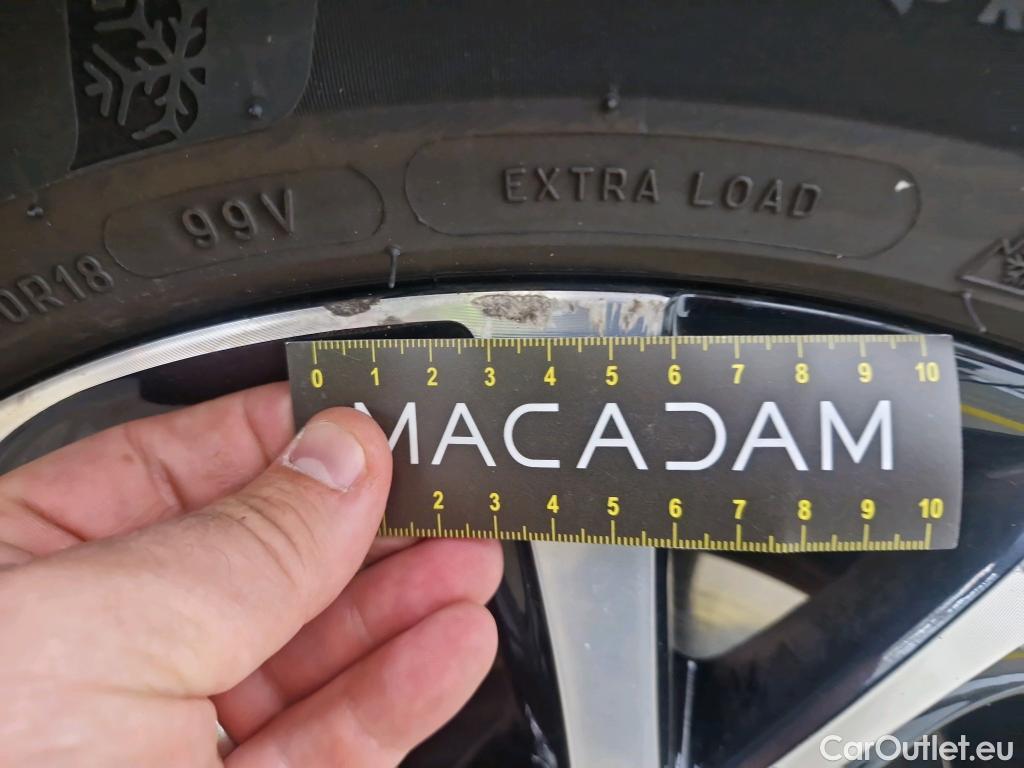 99V
EXTRA LOAD
0R18
0 1 2 3 4 5 6 7 8 9 10
MACADAM
2 3 4 5 6 7 8 9 10
CarOutlet.eu